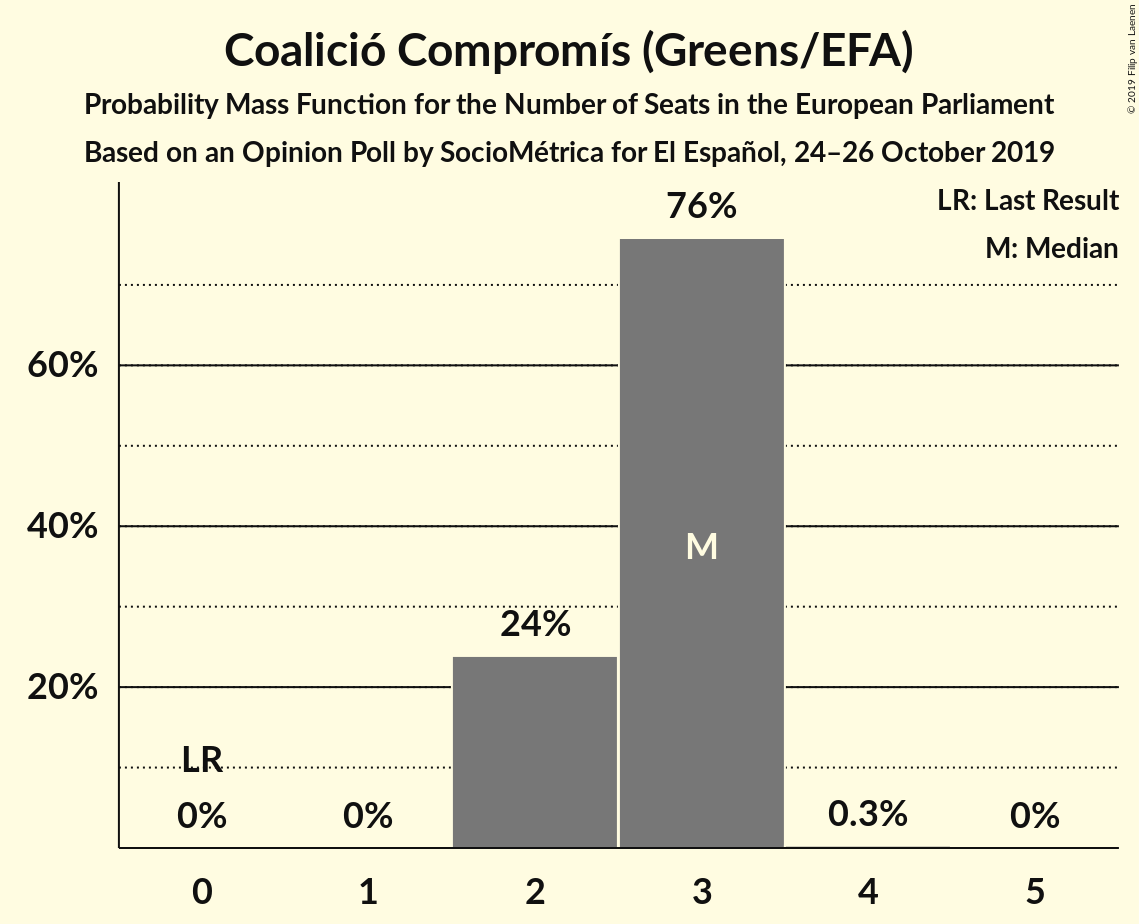 Coalició Compromís (Greens/EFA)
Probability Mass Function for the Number of Seats in the European Parliament
Based on an Opinion Poll by SocioMétrica for El Español, 24–26 October 2019
© 2019 Filip van Laenen
LR: Last Result
M: Median
76%
60%
40%
M
24%
20%
LR
0%
0%
0.3%
0%
0
1
2
3
4
5